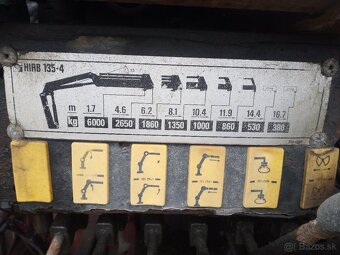 HIAB 135-4
m 1.7 4.6 6.2 8.1 10.4 11.9 14.4 16.7
kg 6000 2650 1860 1350 1000 860 530 380
© bazos.sk